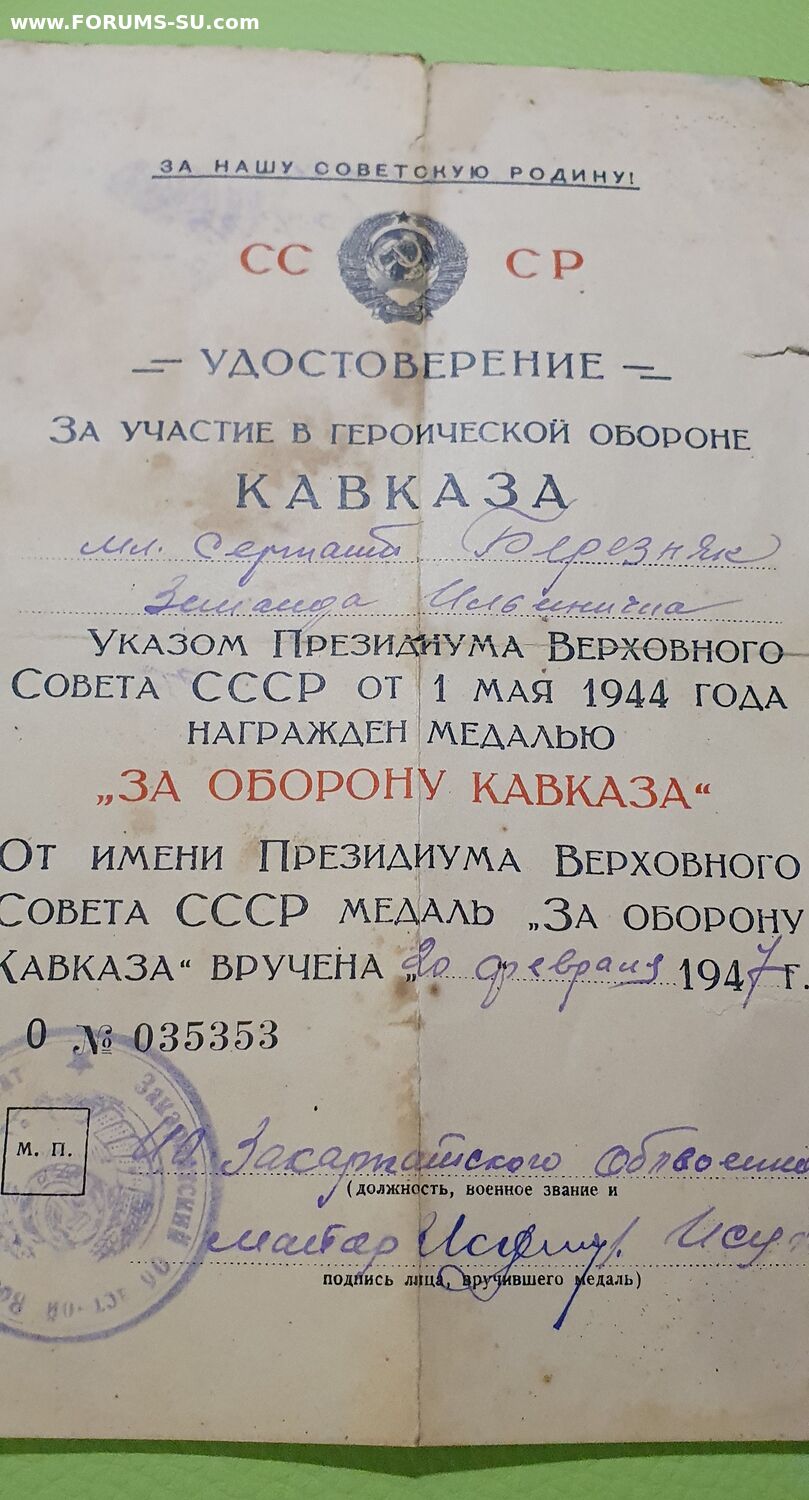 www.FORUMS-SU.com
ЗА НАШУ СОВЕТСКУЮ РОДИНУ!
СС СР
УДОСТОВЕРЕНИЕ
ЗА УЧАСТИЕ В ГЕРОИЧЕСКОЙ ОБОРОНЕ
КАВКАЗА
мл. сержант Березняк
Зинаида Ильинична
УКАЗОМ ПРЕЗИДИУМА ВЕРХОВНОГО
СОВЕТА СССР ОТ 1 МАЯ 1944 ГОДА
НАГРАЖДЕН МЕДАЛЬЮ
„ЗА ОБОРОНУ КАВКАЗА“
ОТ ИМЕНИ ПРЕЗИДИУМА ВЕРХОВНОГО
СОВЕТА СССР МЕДАЛЬ „ЗА ОБОРОНУ
КАВКАЗА“ ВРУЧЕНА „20 февраля 1947 г.
О № 035353
М. П.
Закарпатского Облвоенко
(должность, военное звание и
майор
подпись лица, вручившего медаль)